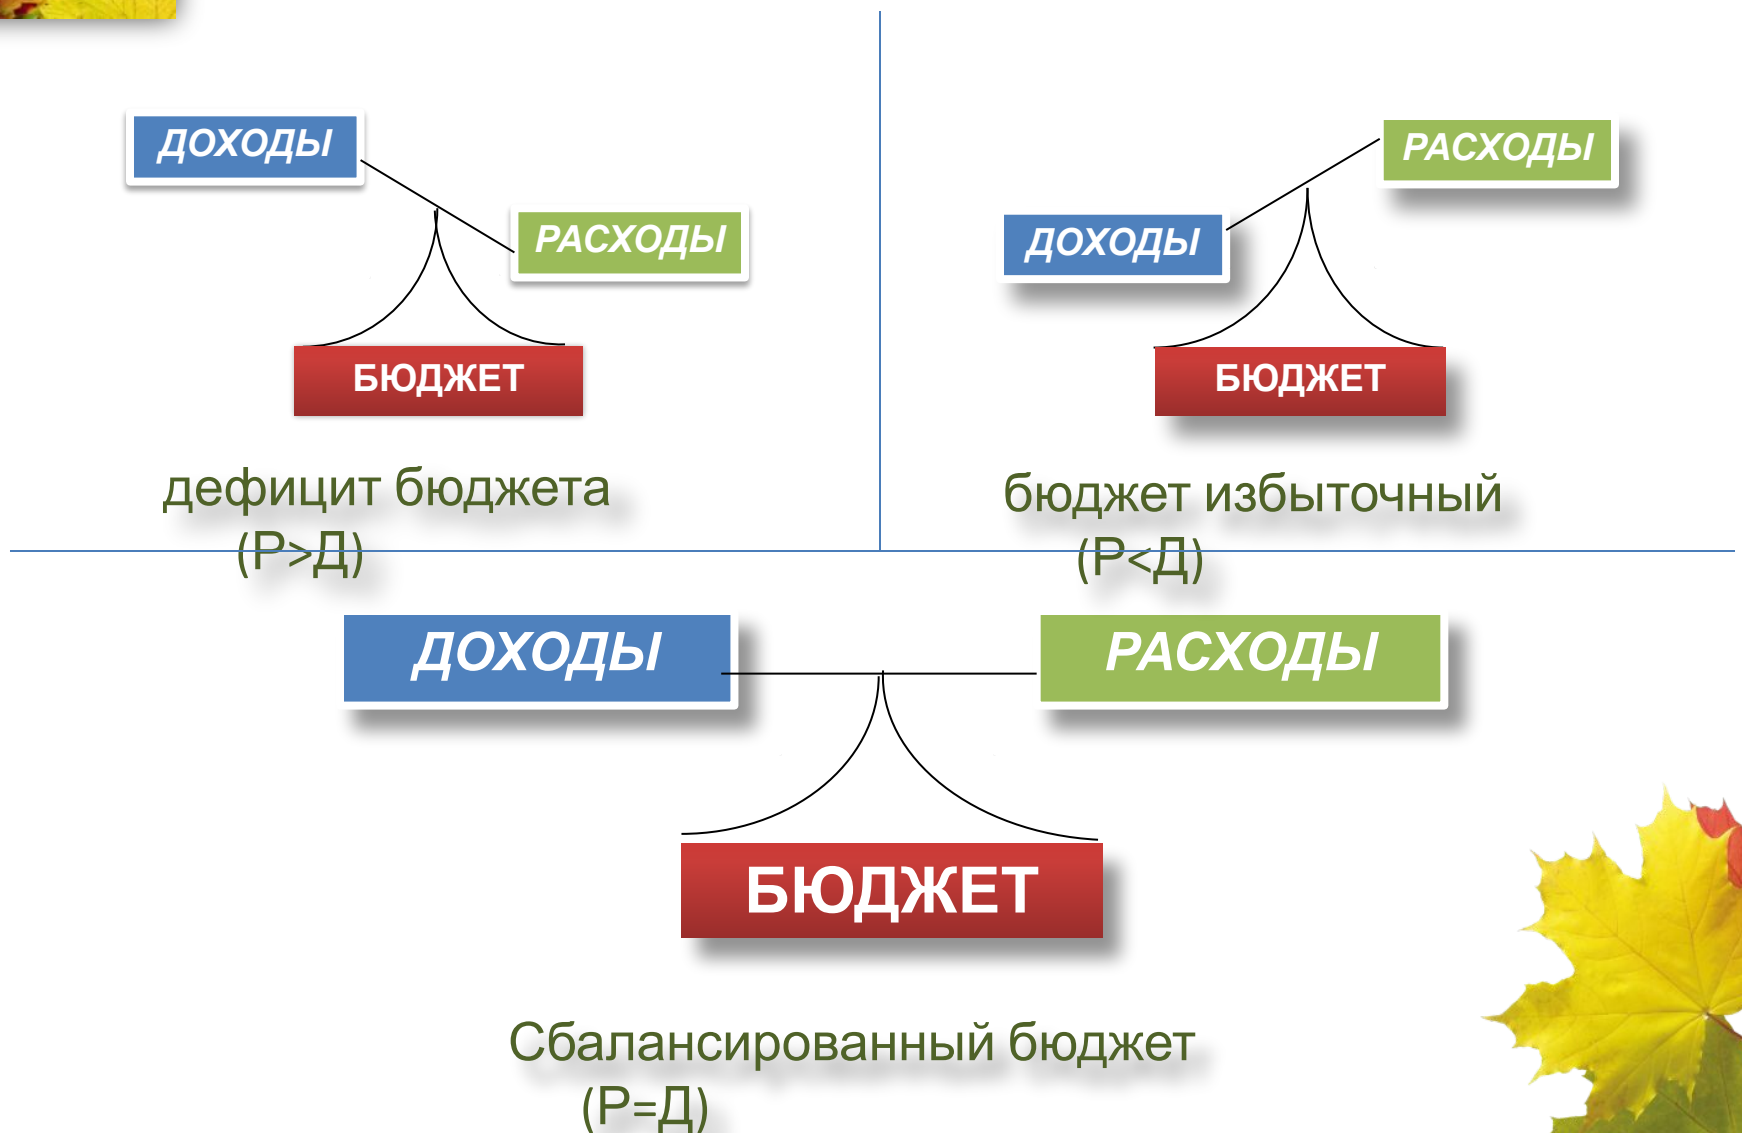 ДОХОДЫ
РАСХОДЫ
БЮДЖЕТ
дефицит бюджета
(Р>Д)
РАСХОДЫ
ДОХОДЫ
БЮДЖЕТ
бюджет избыточный
(Р<Д)
ДОХОДЫ
РАСХОДЫ
БЮДЖЕТ
Сбалансированный бюджет
(Р=Д)